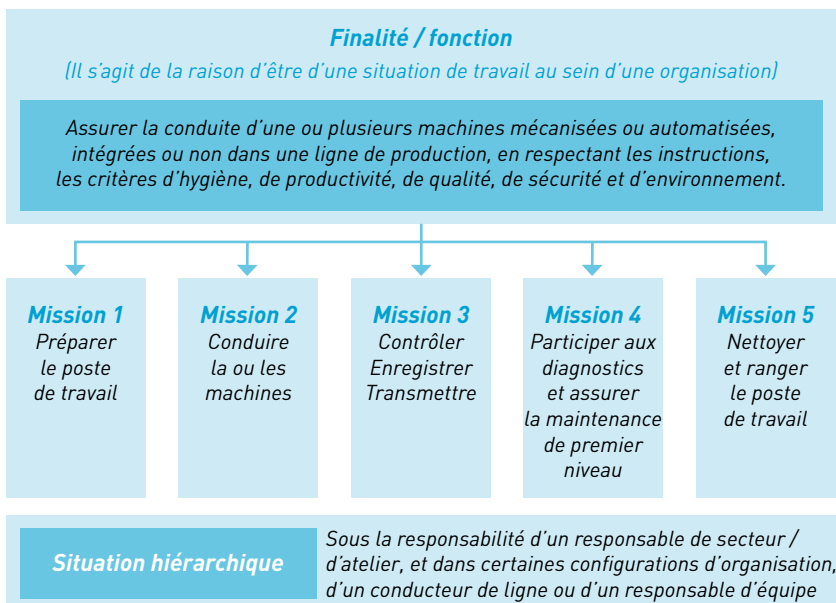 Finalité / fonction
(Il s'agit de la raison d'être d'une situation de travail au sein d'une organisation)
Assurer la conduite d'une ou plusieurs machines mécanisées ou automatisées,
intégrées ou non dans une ligne de production, en respectant les instructions,
les critères d'hygiène, de productivité, de qualité, de sécurité et d'environnement.
Mission 1
Préparer
le poste
de travail
Mission 2
Conduire
la ou les
machines
Mission 3
Contrôler
Enregistrer
Transmettre
Mission 4
Participer aux
diagnostics
et assurer
la maintenance
de premier
niveau
Mission 5
Nettoyer
et ranger
le poste
de travail
Situation hiérarchique
Sous la responsabilité d'un responsable de secteur /
d'atelier, et dans certaines configurations d'organisation,
d'un conducteur de ligne ou d'un responsable d'équipe